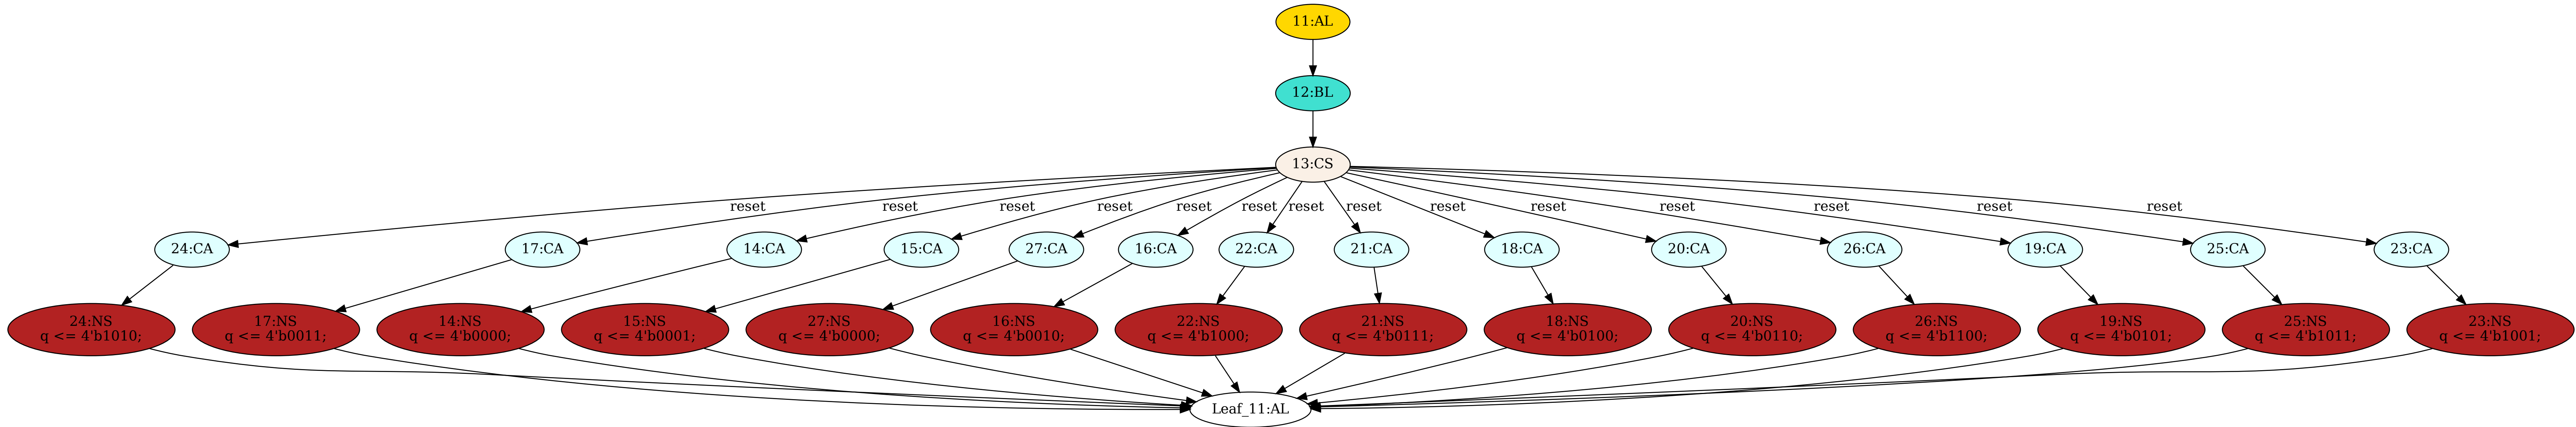 11:AL
12:BL
13:CS
reset reset reset reset reset reset reset reset reset reset reset reset reset reset
24:CA 17:CA 14:CA 15:CA 27:CA 16:CA 22:CA 21:CA 18:CA 20:CA 26:CA 19:CA 25:CA 23:CA
24:NS 17:NS 14:NS 15:NS 27:NS 16:NS 22:NS 21:NS 18:NS 20:NS 26:NS 19:NS 25:NS 23:NS
q <= 4'b1010; q <= 4'b0011; q <= 4'b0000; q <= 4'b0001; q <= 4'b0000; q <= 4'b0010; q <= 4'b1000; q <= 4'b0111; q <= 4'b0100; q <= 4'b0110; q <= 4'b1100; q <= 4'b0101; q <= 4'b1011; q <= 4'b1001;
Leaf_11:AL